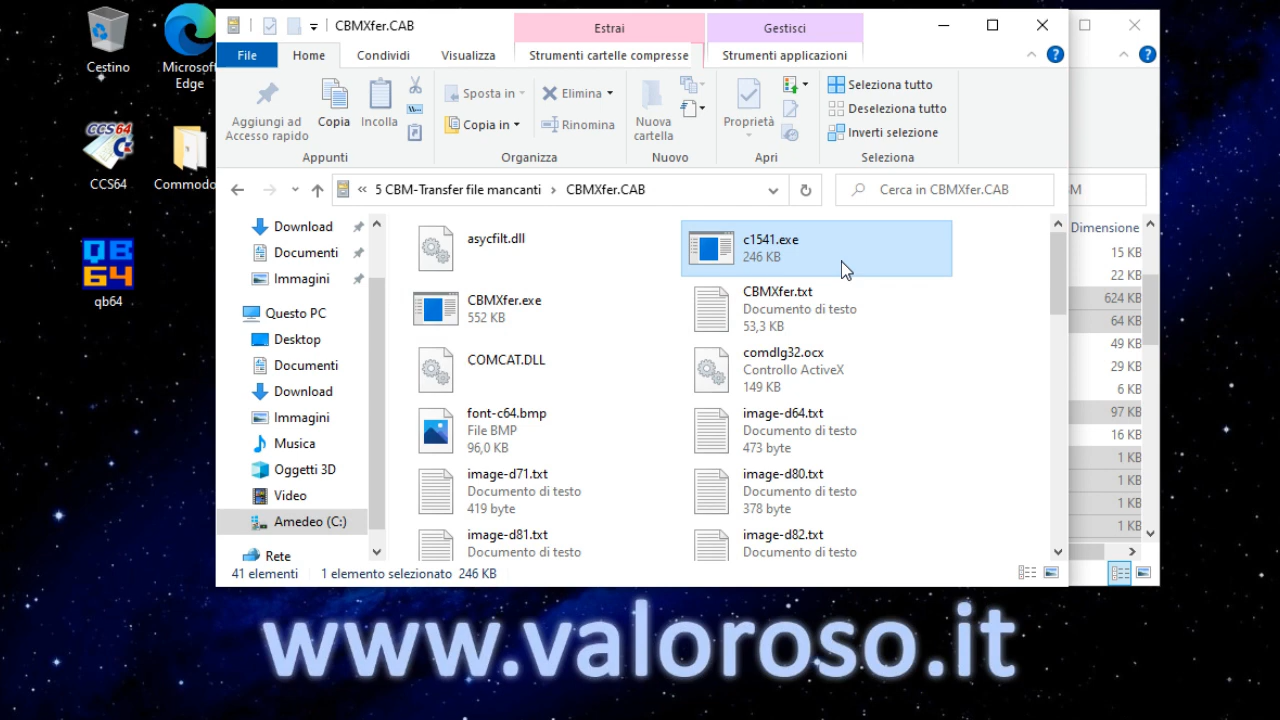 Cestino
Microsoft
Edge
CCS64
CCS64
Commodo
QB
64
qb64
CBMXfer.CAB
Estrai
Gestisci
File
Home
Condividi
Visualizza
Strumenti cartelle compresse
Strumenti applicazioni
Aggiungi ad
Accesso rapido
Copia
Incolla
Appunti
Sposta in
Copia in
Elimina
Rinomina
Organizza
Nuova
cartella
Nuovo
Proprietà
Apri
Seleziona tutto
Deseleziona tutto
Inverti selezione
Seleziona
« 5 CBM-Transfer file mancanti > CBMXfer.CAB
Cerca in CBMXfer.CAB
M
Download
Documenti
Immagini
Questo PC
Desktop
Documenti
Download
Immagini
Musica
Oggetti 3D
Video
Amedeo (C:)
Rete
asycfilt.dll
c1541.exe
246 KB
CBMXfer.exe
552 KB
CBMXfer.txt
Documento di testo
53,3 KB
COMCAT.DLL
comdlg32.ocx
Controllo ActiveX
149 KB
font-c64.bmp
File BMP
96,0 KB
image-d64.txt
Documento di testo
473 byte
image-d71.txt
Documento di testo
419 byte
image-d80.txt
Documento di testo
378 byte
image-d81.txt
Documento di testo
image-d82.txt
Documento di testo
Dimensione
15 KB
22 KB
624 KB
64 KB
49 KB
29 KB
6 KB
97 KB
16 KB
1 KB
1 KB
1 KB
1 KB
41 elementi
1 elemento selezionato 246 KB
www.valoroso.it